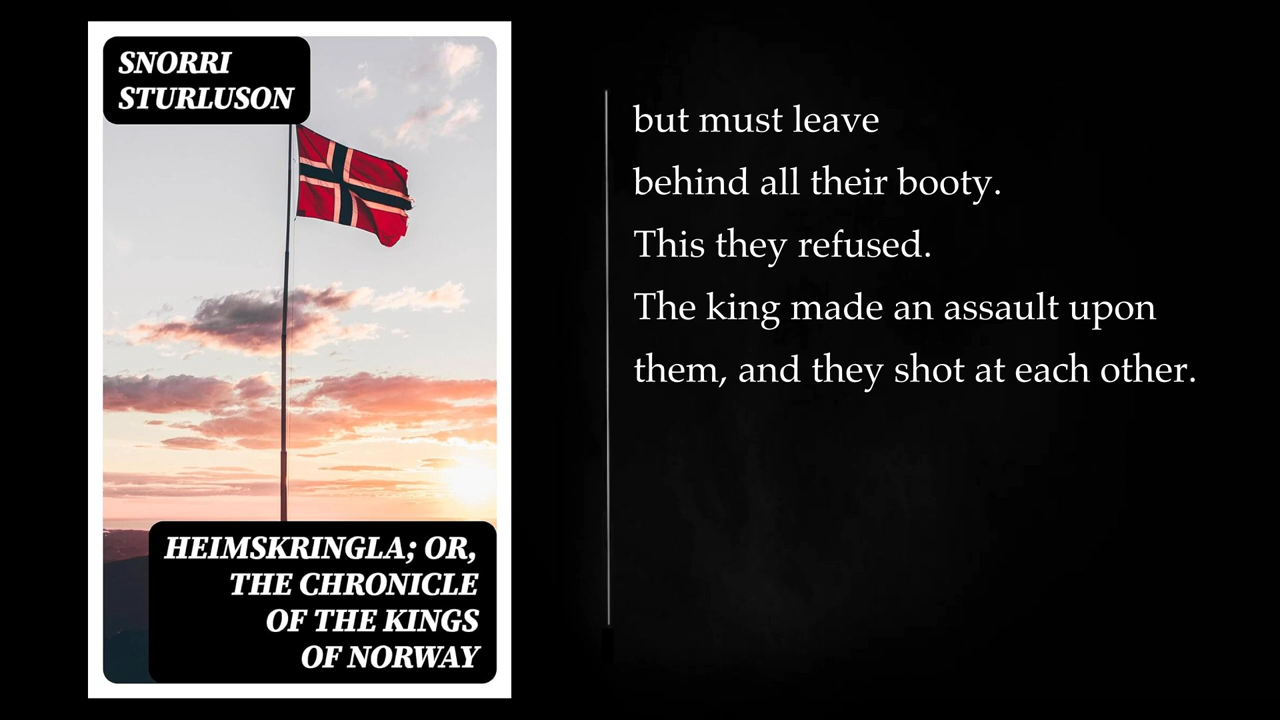 SNORRI
STURLUSON
HEIMSKRINGLA; OR,
THE CHRONICLE
OF THE KINGS
OF NORWAY
but must leave
behind all their booty.
This they refused.
The king made an assault upon
them, and they shot at each other.